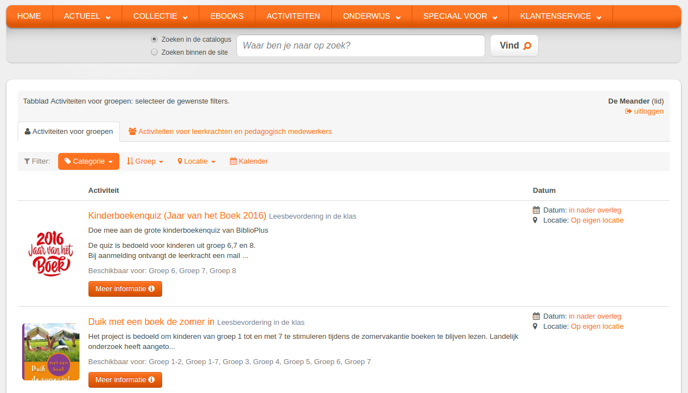 HOME ACTUEEL COLLECTIE EBOOKS ACTIVITEITEN ONDERWIJS SPECIAAL VOOR KLANTENSERVICE
Zoeken in de catalogus
Zoeken binnen de site
Waar ben je naar op zoek?
Vind
Tabblad Activiteiten voor groepen: selecteer de gewenste filters.
De Meander (lid)
uitloggen
Activiteiten voor groepen
Activiteiten voor leerkrachten en pedagogisch medewerkers
Filter: Categorie Groep Locatie Kalender
Activiteit Datum
2016
Jaar van het
Boek
Kinderboekenquiz (Jaar van het Boek 2016) Leesbevordering in de klas
Doe mee aan de grote kinderboekenquiz van BiblioPlus
De quiz is bedoeld voor kinderen uit groep 6,7 en 8.
Bij aanmelding ontvangt de leerkracht een mail ...
Beschikbaar voor: Groep 6, Groep 7, Groep 8
Meer informatie
Datum: in nader overleg
Locatie: Op eigen locatie
Duik met een boek de zomer in Leesbevordering in de klas
Het project is bedoeld om kinderen van groep 1 tot en met 7 te stimuleren tijdens de zomervakantie boeken te blijven lezen. Landelijk
onderzoek heeft aangeto...
Beschikbaar voor: Groep 1-2, Groep 1-7, Groep 3, Groep 4, Groep 5, Groep 6, Groep 7
Meer informatie
Datum: in nader overleg
Locatie: Op eigen locatie
Duik